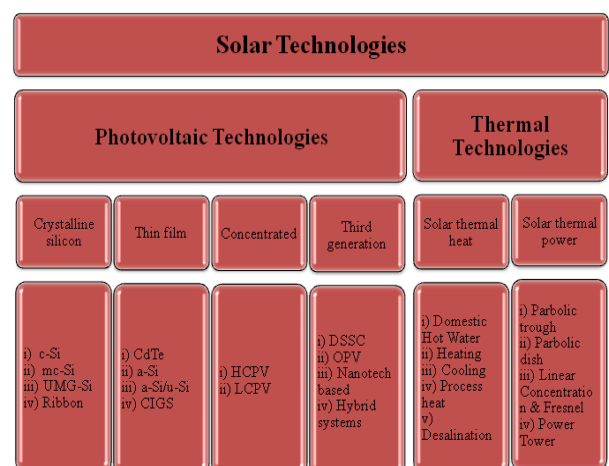 Solar Technologies
Photovoltaic Technologies
Thermal
Technologies
Crystalline
silicon
Thin film
Concentrated
Third
generation
Solar thermal
heat
Solar thermal
power
i) c-Si
ii) mc-Si
iii) UMG-Si
iv) Ribbon
i) CdTe
ii) a-Si
iii) a-Si/u-Si
iv) CIGS
i) HCPV
ii) LCPV
i) DSSC
ii) OPV
iii) Nanotech
based
iv) Hybrid
systems
i) Domestic
Hot Water
ii) Heating
iii) Cooling
iv) Process
heat
v)
Desalination
i) Parbolic
trough
ii) Parbolic
dish
iii) Linear
Concentratio
n & Fresnel
iv) Power
Tower